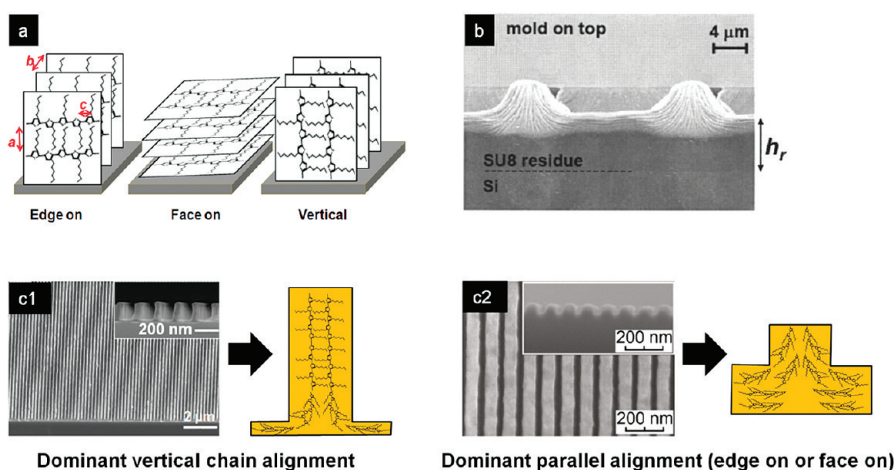 a
b
c
a
Edge on
Face on
Vertical
b
mold on top
4 μm
SU8 residue
Si
hr
c1
200 nm
2 μm
Dominant vertical chain alignment
c2
200 nm
200 nm
Dominant parallel alignment (edge on or face on)